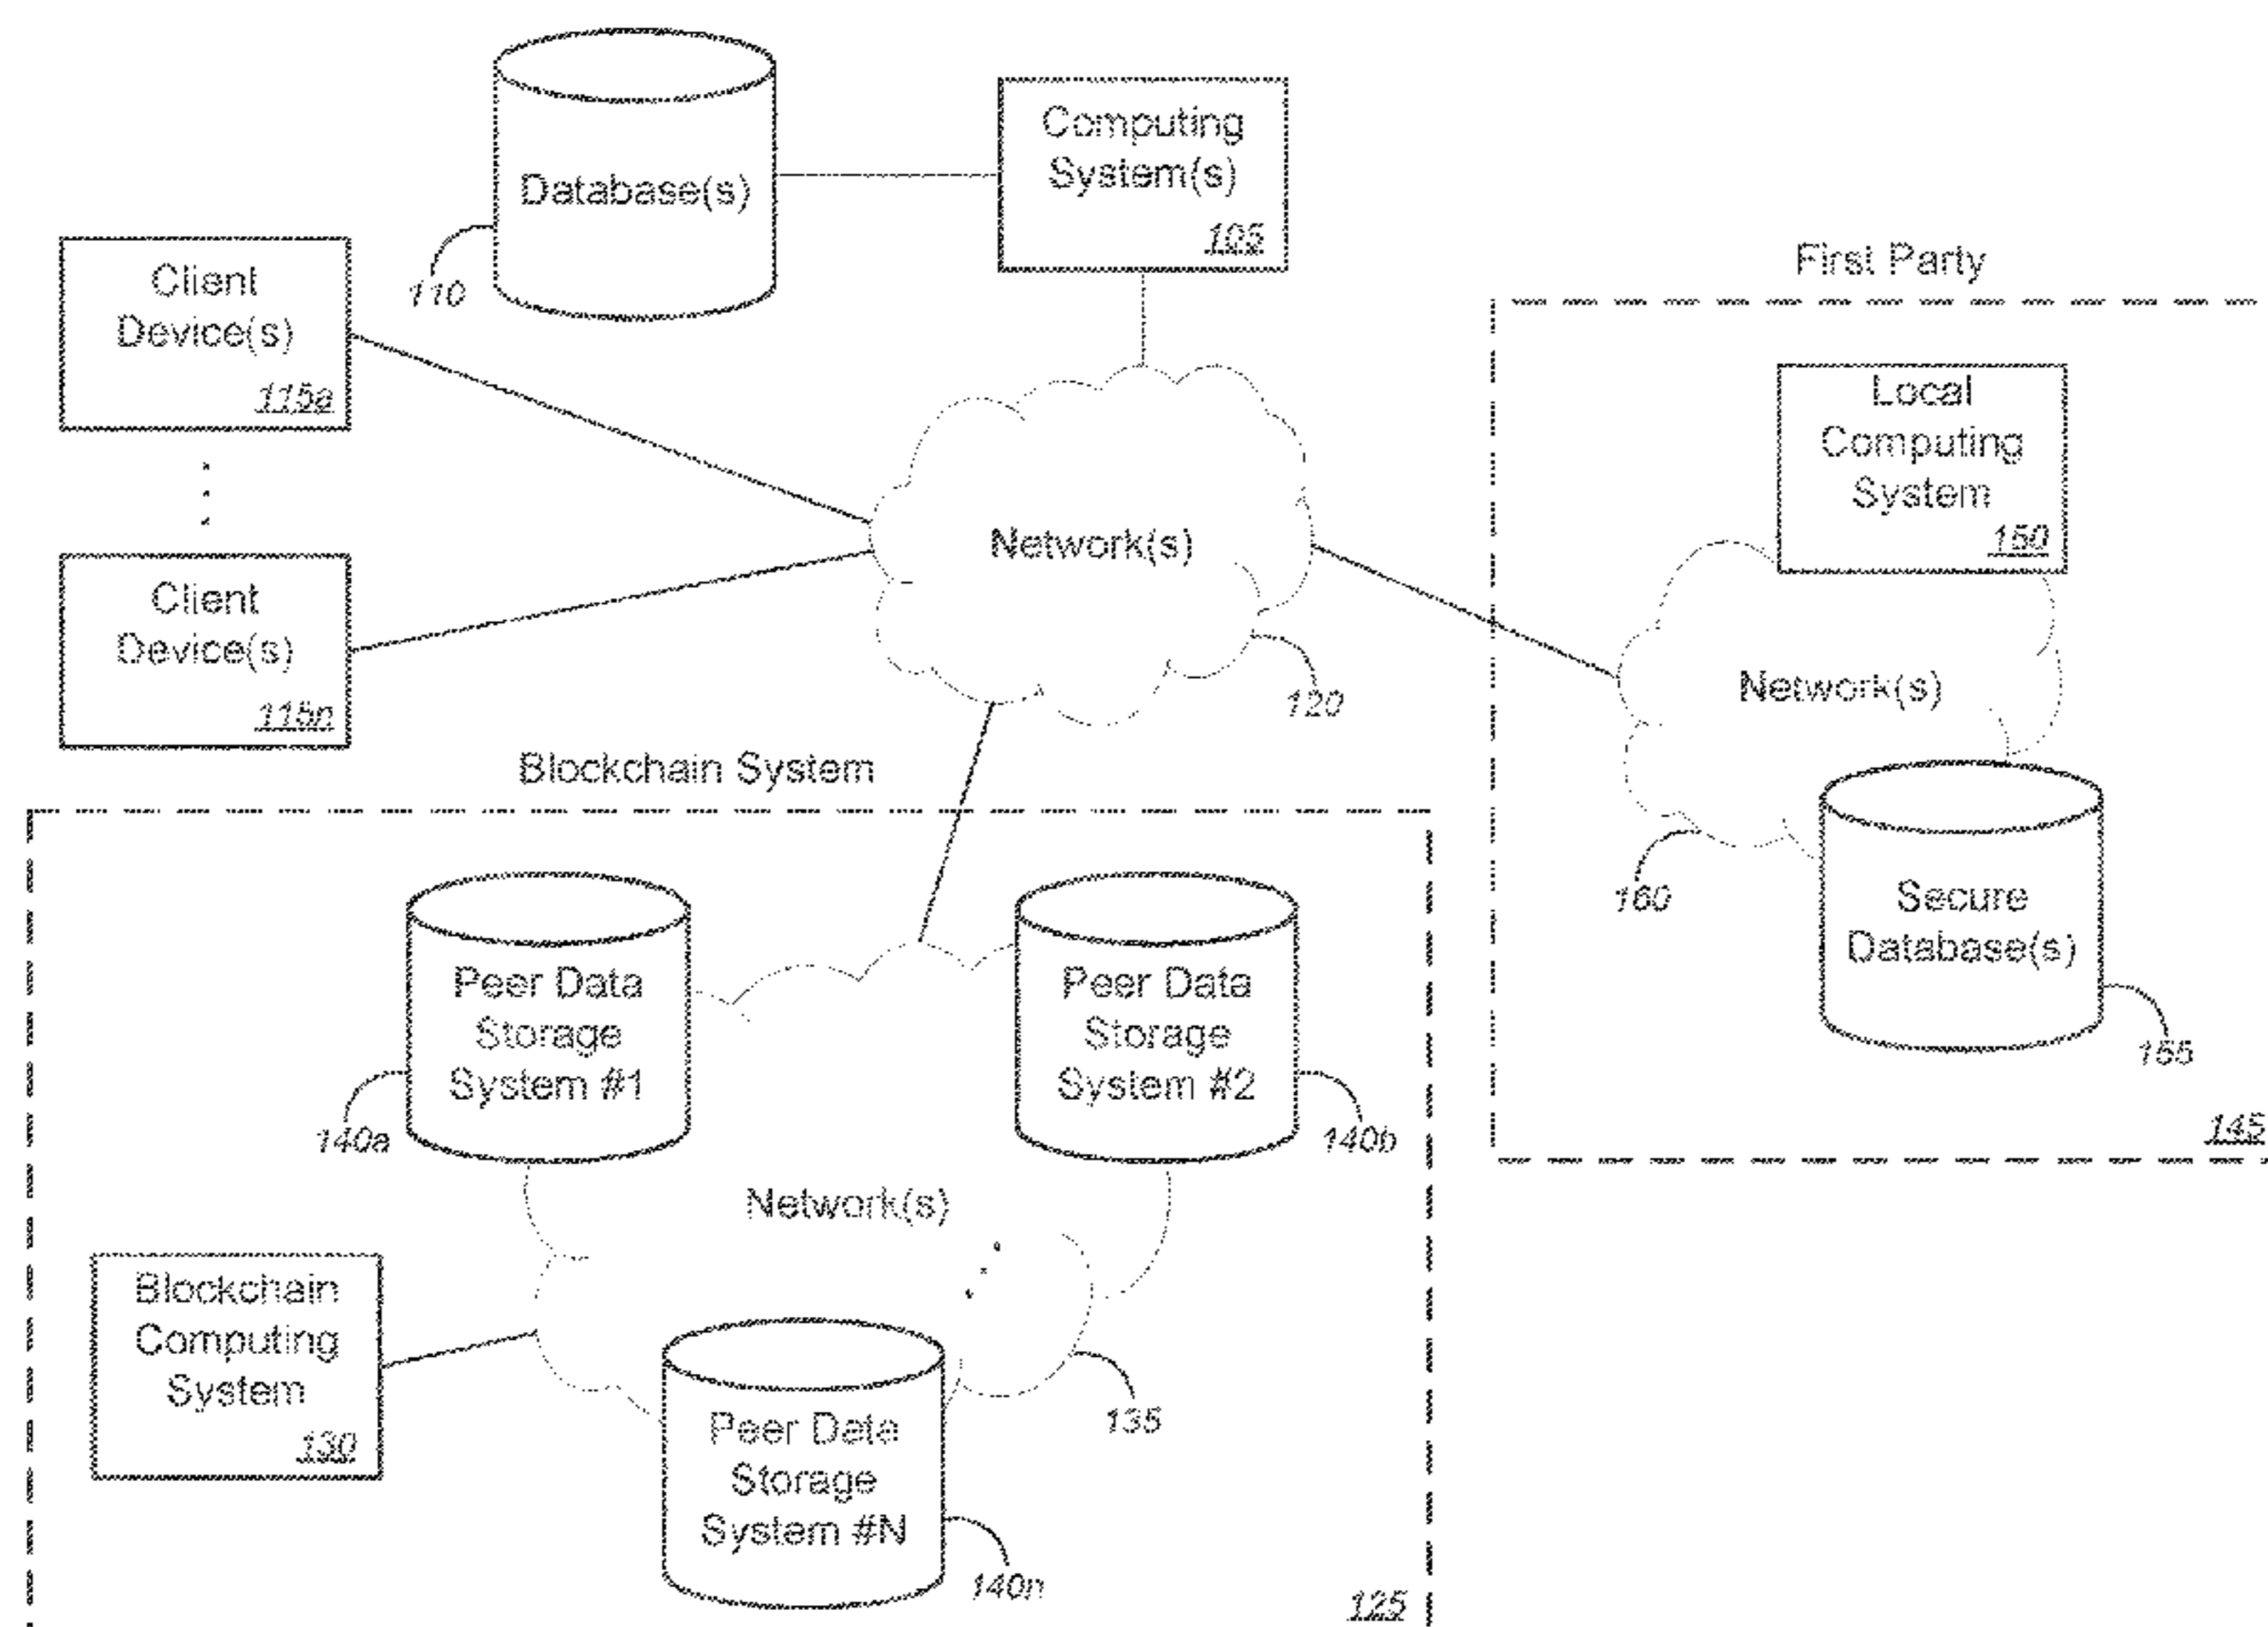 Database(s)
110
Computing
System(s)
105
Client
Device(s)
115a
Client
Device(s)
115n
Network(s)
120
First Party
Local
Computing
System
150
Network(s)
160
Secure
Database(s)
155
145
Blockchain System
Peer Data
Storage
System #1
140a
Peer Data
Storage
System #2
140b
Network(s)
135
Blockchain
Computing
System
130
Peer Data
Storage
System #N
140n
125